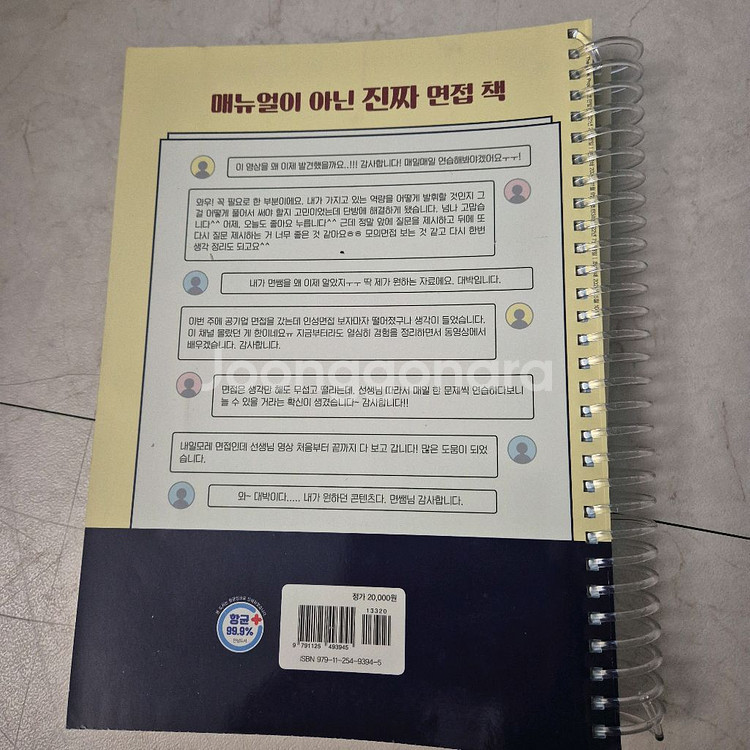 매뉴얼이 아닌 진짜 면접 책
이 영상을 왜 이제 발견했을까요..!!! 감사합니다! 매일매일 연습해봐야겠어요ㅜㅜ!
와우! 꼭 필요로 한 부분이에요. 내가 가지고 있는 역량을 어떻게 발휘할 것인지 그
걸 어떻게 풀어서 써야 할지 고민이었는데 단방에 해결하게 됐습니다. 넘나 고맙습
니다^^ 어제, 오늘도 좋아요 누릅니다^^ 근데 정말 앞에 질문을 제시하고 뒤에 또
다시 질문 제시하는 거 너무 좋은 것 같아요ㅎㅎ 모의면접 보는 것 같고 다시 한번
생각 정리도 되고요^^
내가 면쌤을 왜 이제 알았지ㅜㅜ 딱 제가 원하는 자료예요. 대박입니다.
이번 주에 공기업 면접을 갔는데 인성면접 보자마자 떨어졌구나 생각이 들었습니다.
이 채널 몰랐던 게 한이네요ㅠ 지금부터라도 열심히 경험을 정리하면서 동영상에서
배우겠습니다. 감사합니다.
Joonggonara
면접은 생각만 해도 무섭고 떨리는데, 선생님 따라서 매일 한 문제씩 연습하다보니
늘 수 있을 거라는 확신이 생겼습니다~ 감사합니다!!
내일모레 면접인데 선생님 영상 처음부터 끝까지 다 보고 갑니다! 많은 도움이 되었
습니다.
와~ 대박이다..... 내가 원하던 콘텐츠다. 면쌤님 감사합니다.
항균
99.9%
안심도서
정가 20,000원
13320
9 791125 493945
ISBN 979-11-254-9394-5